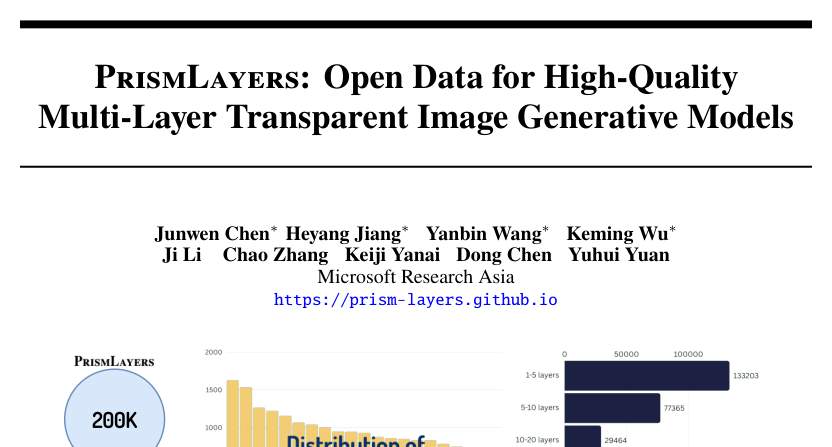 PRISMLAYERS: Open Data for High-Quality
Multi-Layer Transparent Image Generative Models
Junwen Chen* Heyang Jiang* Yanbin Wang* Keming Wu*
Ji Li Chao Zhang Keiji Yanai Dong Chen Yuhui Yuan
Microsoft Research Asia
https://prism-layers.github.io
PRISMLAYERS
200K
2000
1500
1000
Distribution of
0 50000 100000
1-5 layers 133203
5-10 layers 77365
10-20 layers 29464